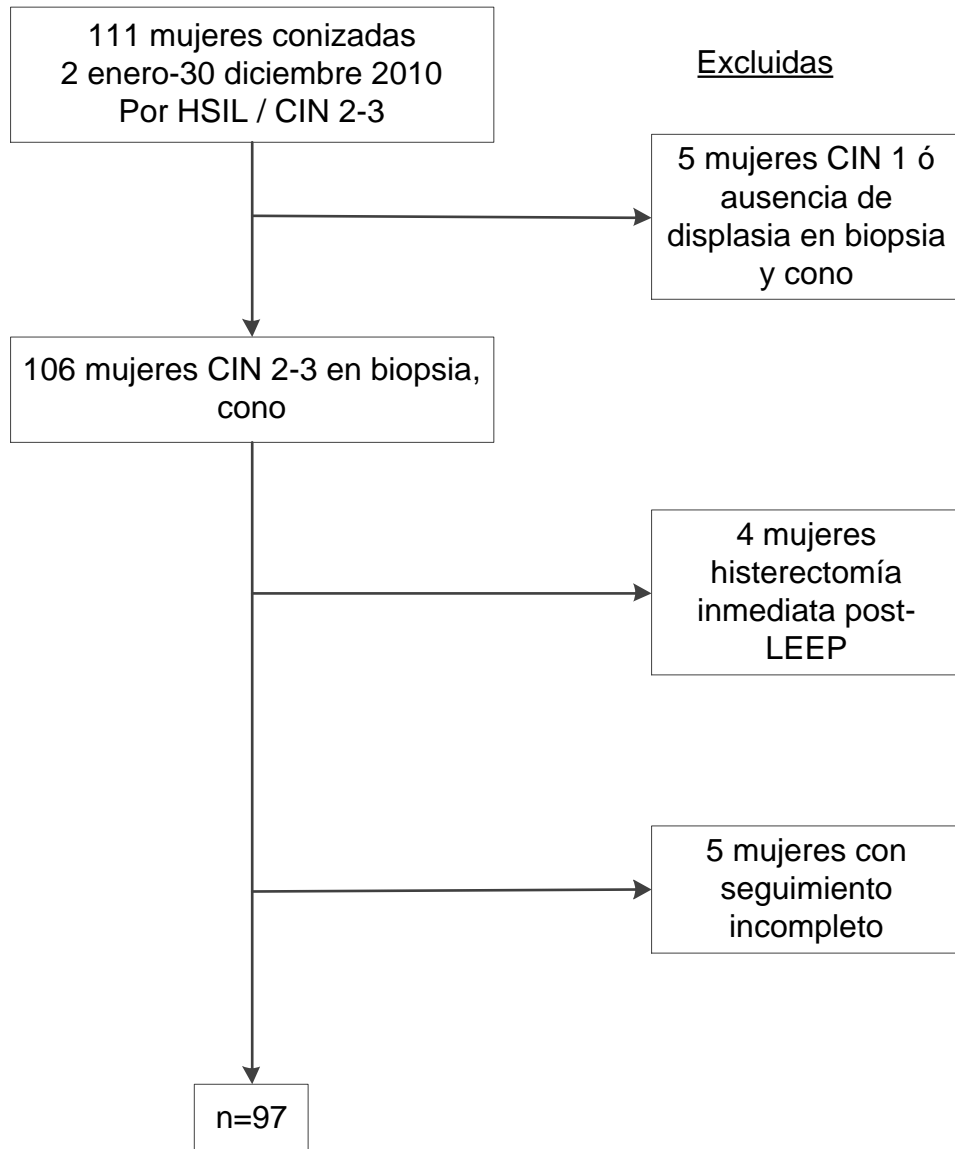 111 mujeres conizadas
2 enero-30 diciembre 2010
Por HSIL / CIN 2-3
Excluidas
5 mujeres CIN 1 ó
ausencia de
displasia en biopsia
y cono
106 mujeres CIN 2-3 en biopsia,
cono
4 mujeres
histerectomía
inmediata post-
LEEP
5 mujeres con
seguimiento
incompleto
n=97